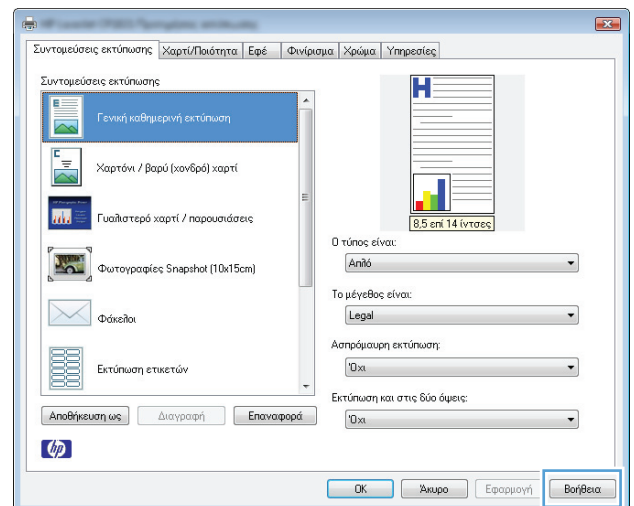 Συντομεύσεις εκτύπωσης Χαρτί/Ποιότητα Εφέ Φινίρισμα Χρώμα Υπηρεσίες
Συντομεύσεις εκτύπωσης
Γενική καθημερινή εκτύπωση
Χαρτόνι / βαρύ (χονδρό) χαρτί
Γυαλιστερό χαρτί / παρουσιάσεις
Φωτογραφίες Snapshot (10x15cm)
Φάκελοι
Εκτύπωση ετικετών
Αποθήκευση ως Διαγραφή Επαναφορά
8,5 επί 14 ίντσες
Ο τύπος είναι:
Απλό
Το μέγεθος είναι:
Legal
Ασπρόμαυρη εκτύπωση:
Όχι
Εκτύπωση και στις δύο όψεις:
Όχι
hp
OK Άκυρο Εφαρμογή Βοήθεια